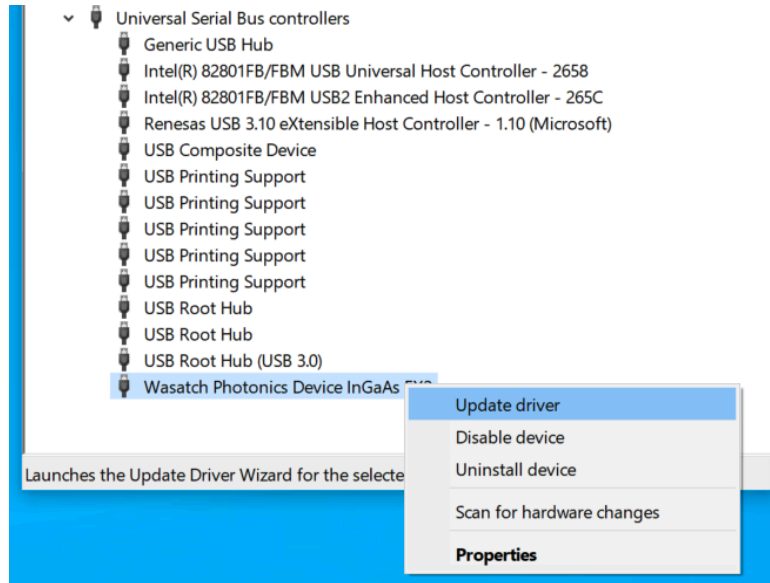 Universal Serial Bus controllers
Generic USB Hub
Intel(R) 82801FB/FBM USB Universal Host Controller - 2658
Intel(R) 82801FB/FBM USB2 Enhanced Host Controller - 265C
Renesas USB 3.10 eXtensible Host Controller - 1.10 (Microsoft)
USB Composite Device
USB Printing Support
USB Printing Support
USB Printing Support
USB Printing Support
USB Printing Support
USB Root Hub
USB Root Hub
USB Root Hub (USB 3.0)
Wasatch Photonics Device InGaAs
Update driver
Disable device
Uninstall device
Scan for hardware changes
Properties
Launches the Update Driver Wizard for the selecte